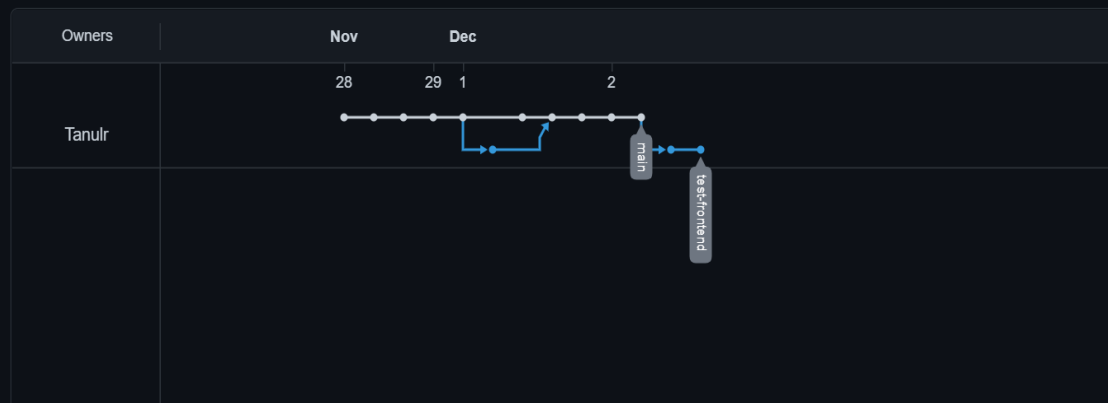 Owners
Nov Dec
28 29 1 2
Tanulr
main
test-frontend